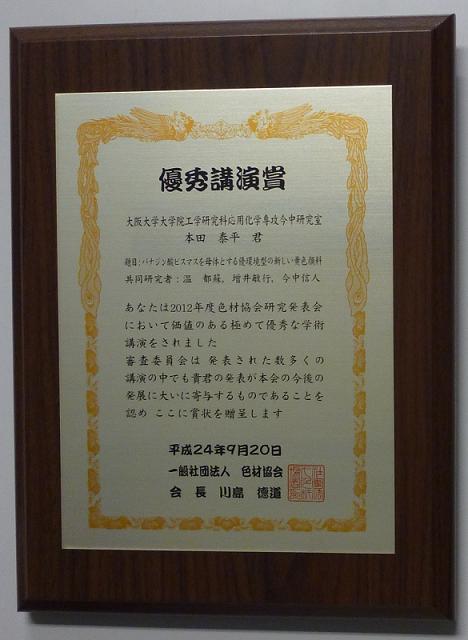 優秀講演賞
大阪大学大学院工学研究科応用化学専攻今中研究室
本田 泰平 君
題目：バナジン酸ビスマスを母体とする優環境型の新しい黄色顔料
共同研究者：温 都蘇，増井敏行，今中信人
あなたは2012年度色材協会研究発表会
において価値のある極めて優秀な学術
講演をされました
審査委員会は 発表された数多くの
講演の中でも貴君の発表が本会の今後の
発展に大いに寄与するものであることを
認め ここに賞状を贈呈します
平成24年9月20日
一般社団法人 色材協会
会 長 川島 徳道